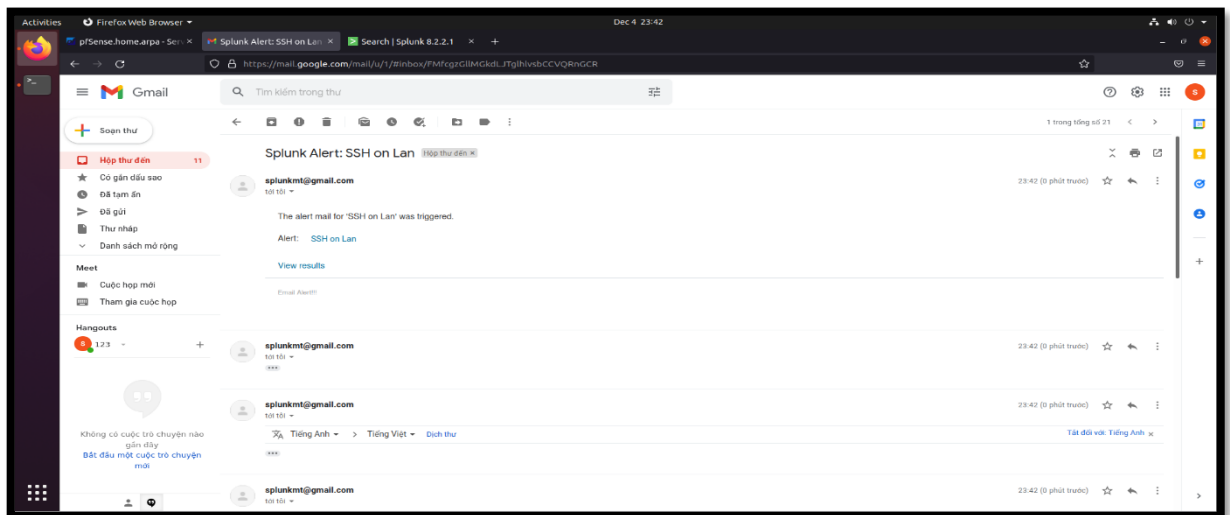 Activities Firefox Web Browser Dec 4 23:42
pfSense.home.arpa - Ser Splunk Alert: SSH on Lan Search | Splunk 8.2.2.1
Gmail Tìm kiếm trong thư S
Soạn thư 1 trong tổng số 21
Splunk Alert: SSH on Lan Hộp thư đến ×
Hộp thư đến 11
Có gắn dấu sao
Đã tạm ẩn
Đã gửi
Thư nháp
Danh sách mở rộng
Meet
Cuộc họp mới
Tham gia cuộc họp
Hangouts
S 123
Không có cuộc trò chuyện nào
gần đây
Bắt đầu một cuộc trò chuyện
mới
splunkmt@gmail.com 23:42 (0 phút trước)
tới tôi
The alert mail for 'SSH on Lan' was triggered.
Alert: SSH on Lan
View results
Email Alert!!!
splunkmt@gmail.com 23:42 (0 phút trước)
tới tôi
splunkmt@gmail.com 23:42 (0 phút trước)
tới tôi
Tiếng Anh > Tiếng Việt Dịch thư Tắt đối với: Tiếng Anh ×
splunkmt@gmail.com 23:42 (0 phút trước)
tới tôi